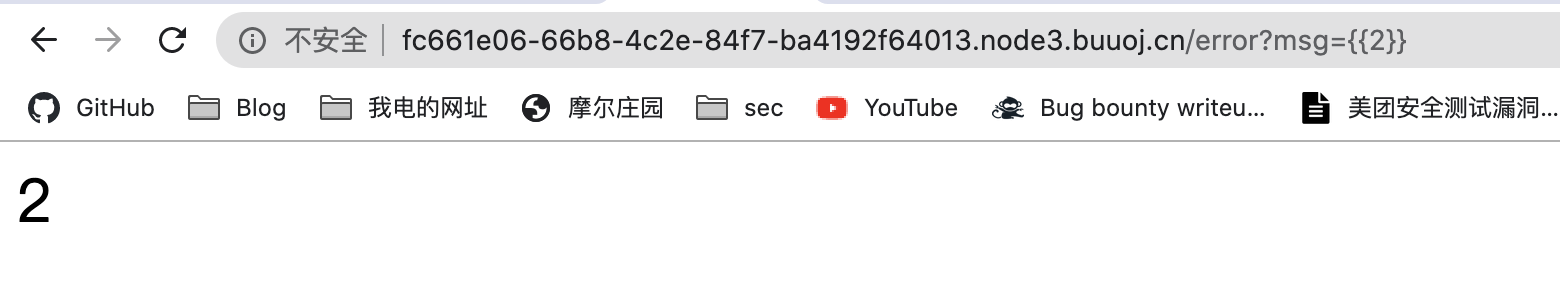 不安全 fc661e06-66b8-4c2e-84f7-ba4192f64013.node3.buuoj.cn/error?msg={{2}}
GitHub Blog 我电的网址 摩尔庄园 sec YouTube Bug bounty writeu... 美团安全测试漏洞...
2